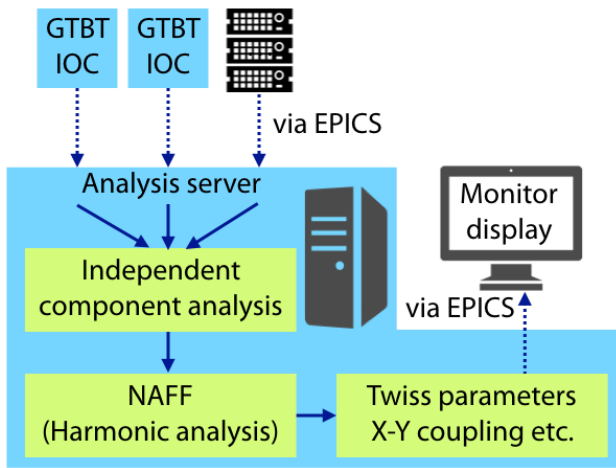 GTBT
IOC
GTBT
IOC
via EPICS
Analysis server
Monitor
display
Independent
component analysis
via EPICS
NAFF
(Harmonic analysis)
Twiss parameters
X-Y coupling etc.